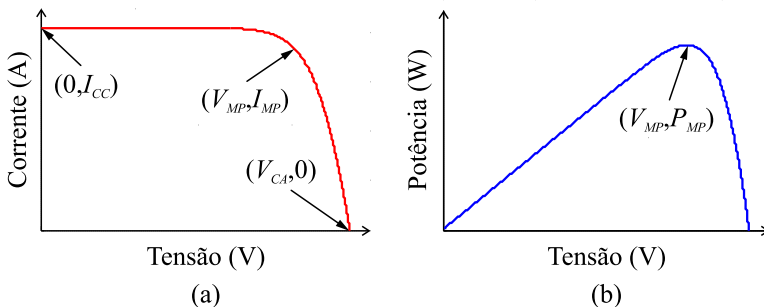 Corrente (A)
(0,I_CC)
(V_MP,I_MP)
(V_CA,0)
Tensão (V)
(a)
Potência (W)
(V_MP,P_MP)
Tensão (V)
(b)